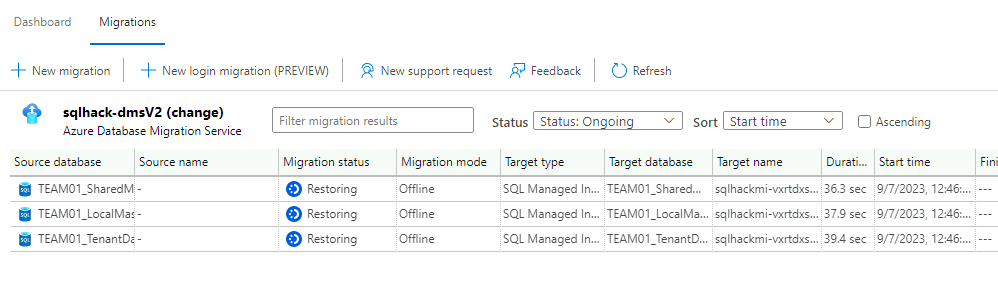 Dashboard Migrations
New migration New login migration (PREVIEW) New support request Feedback Refresh
sqlhack-dmsV2 (change)
Azure Database Migration Service
Filter migration results Status Status: Ongoing Sort Start time Ascending
Source database Source name Migration status Migration mode Target type Target database Target name Durati... Start time Fini
SQL TEAM01_SharedM - Restoring Offline SQL Managed In... TEAM01_Shared... sqlhackmi-vxrtdxs... 36.3 sec 9/7/2023, 12:46:... ---
SQL TEAM01_LocalMas - Restoring Offline SQL Managed In... TEAM01_LocalMa... sqlhackmi-vxrtdxs... 37.9 sec 9/7/2023, 12:46:... ---
SQL TEAM01_TenantDa - Restoring Offline SQL Managed In... TEAM01_TenantD... sqlhackmi-vxrtdxs... 39.4 sec 9/7/2023, 12:46:... ---